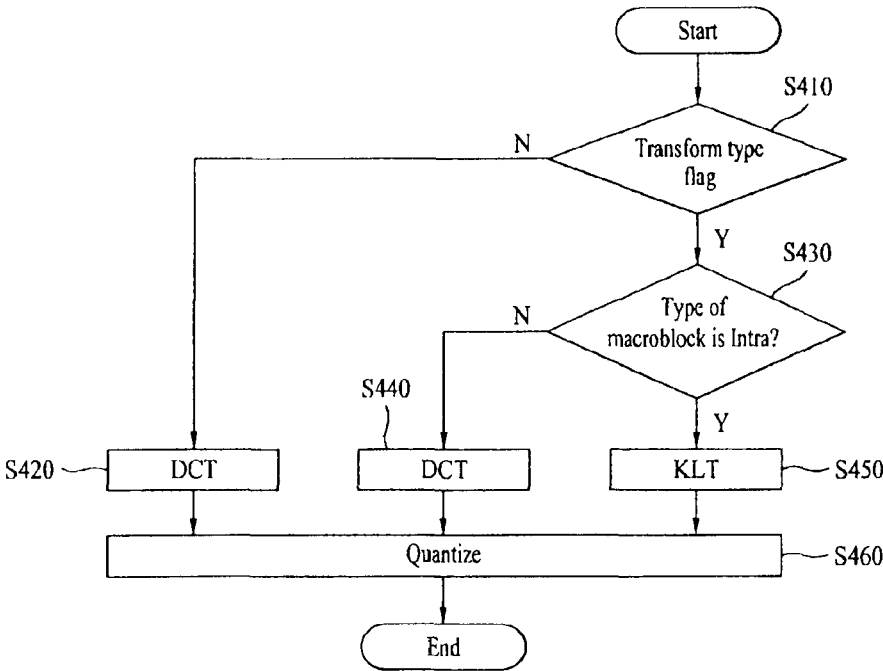 Start
S410
N
Transform type
flag
Y
S430
N
Type of
macroblock is Intra?
S440
Y
S420
DCT
DCT
KLT
S450
Quantize
S460
End